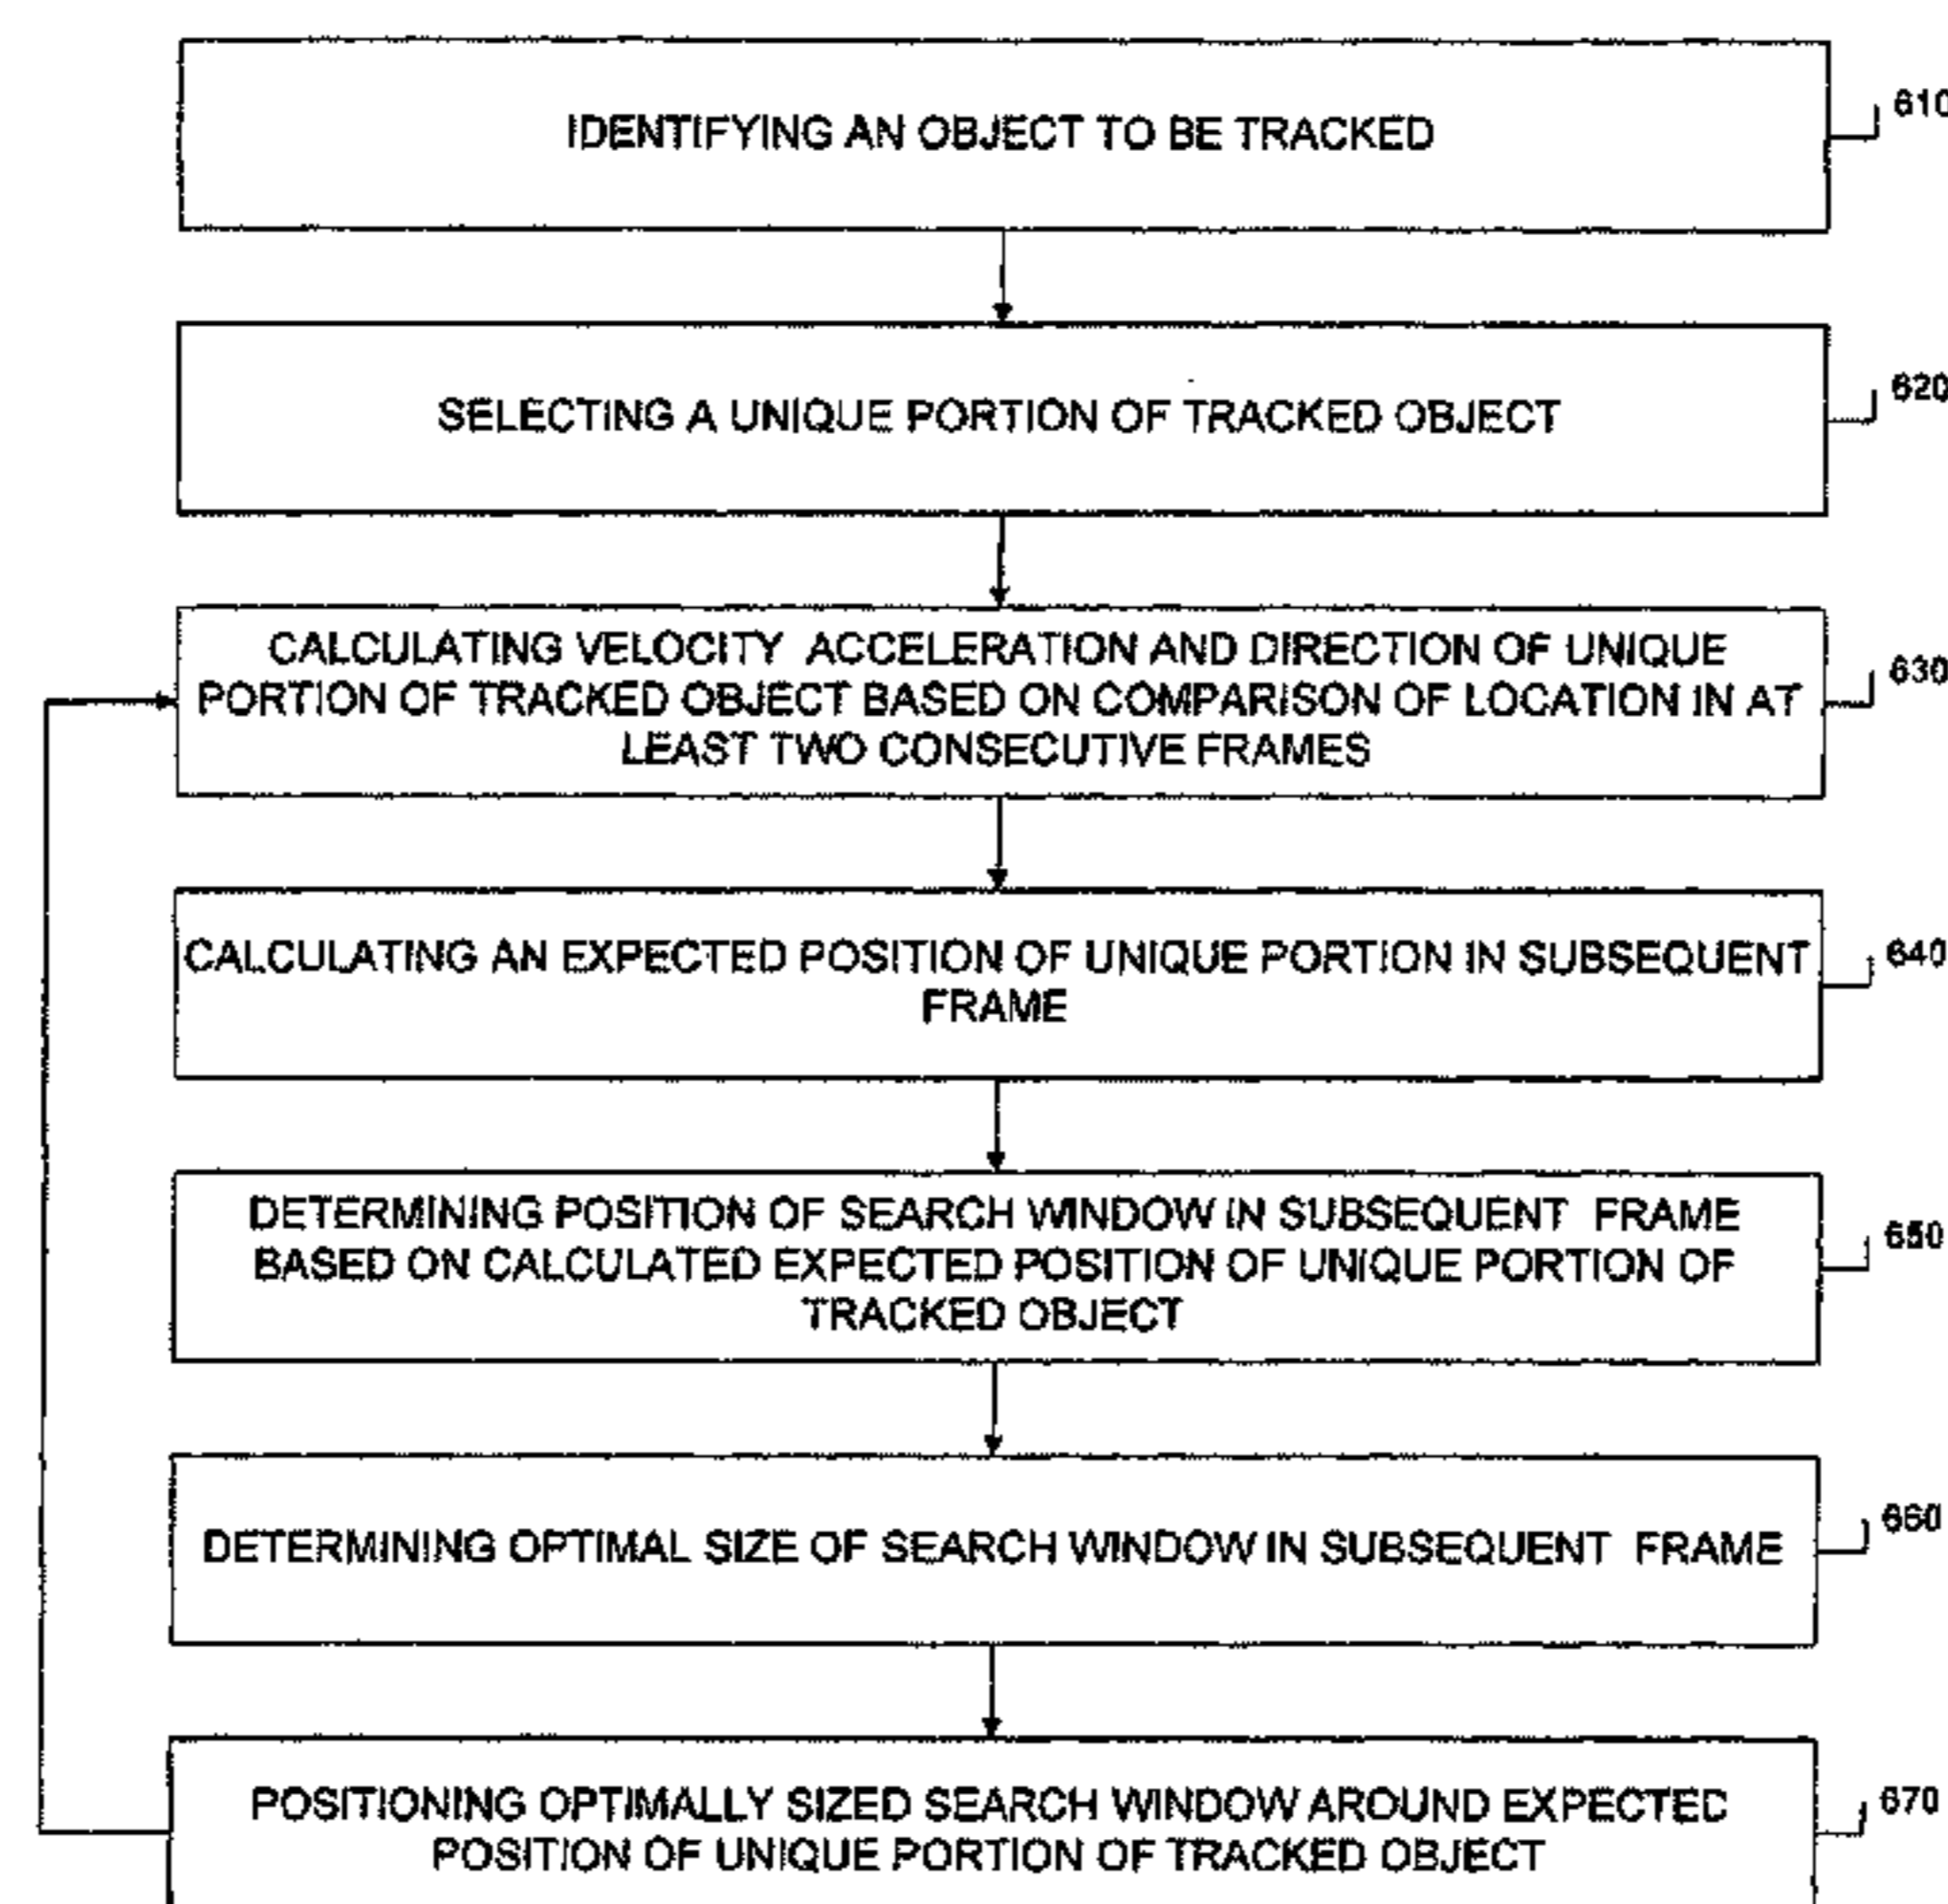 IDENTIFYING AN OBJECT TO BE TRACKED
610
SELECTING A UNIQUE PORTION OF TRACKED OBJECT
620
CALCULATING VELOCITY ACCELERATION AND DIRECTION OF UNIQUE
PORTION OF TRACKED OBJECT BASED ON COMPARISON OF LOCATION IN AT
LEAST TWO CONSECUTIVE FRAMES
630
CALCULATING AN EXPECTED POSITION OF UNIQUE PORTION IN SUBSEQUENT
FRAME
640
DETERMINING POSITION OF SEARCH WINDOW IN SUBSEQUENT FRAME
BASED ON CALCULATED EXPECTED POSITION OF UNIQUE PORTION OF
TRACKED OBJECT
650
DETERMINING OPTIMAL SIZE OF SEARCH WINDOW IN SUBSEQUENT FRAME
660
POSITIONING OPTIMALLY SIZED SEARCH WINDOW AROUND EXPECTED
POSITION OF UNIQUE PORTION OF TRACKED OBJECT
670